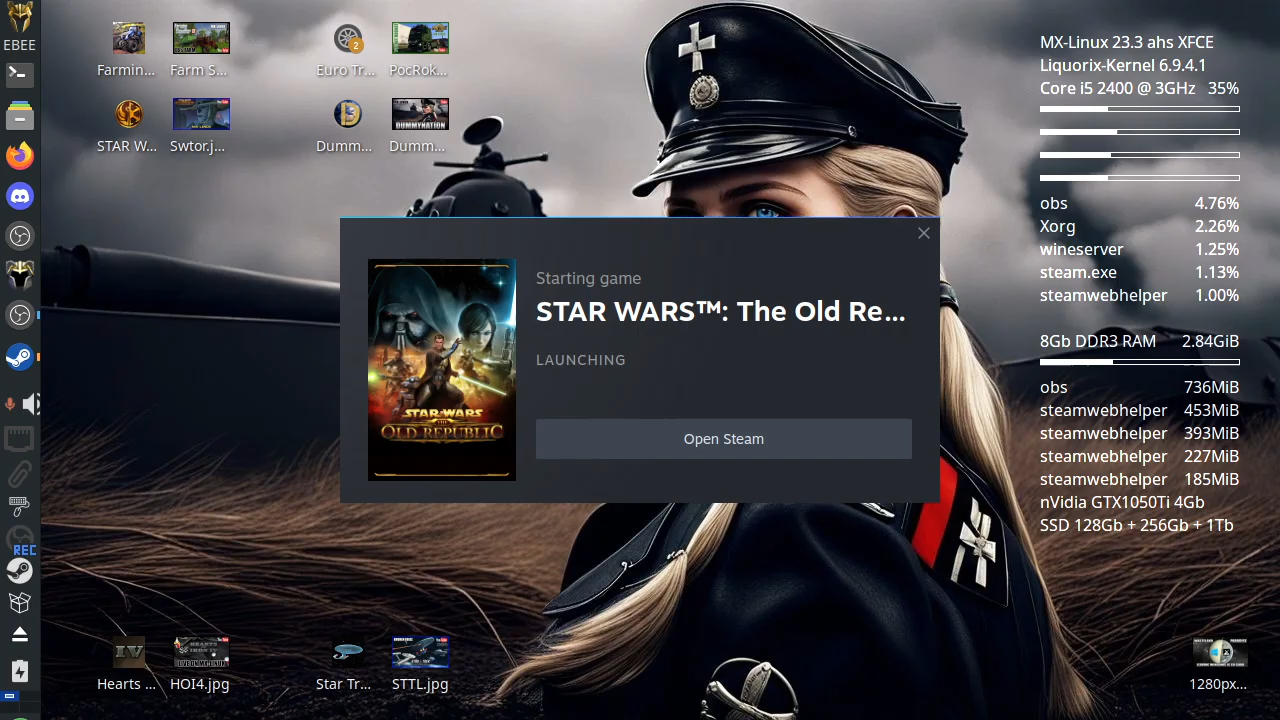 EBEE
Farmin...
Farm S...
Euro Tr...
2
PocRok...
STAR W...
Swtor.j...
Dumm...
DUMMYNATION
Dumm...
MX-Linux 23.3 ahs XFCE
Liquorix-Kernel 6.9.4.1
Core i5 2400 @ 3GHz 35%
obs 4.76%
Xorg 2.26%
wineserver 1.25%
steam.exe 1.13%
steamwebhelper 1.00%
8Gb DDR3 RAM 2.84GiB
obs 736MiB
steamwebhelper 453MiB
steamwebhelper 393MiB
steamwebhelper 227MiB
steamwebhelper 185MiB
nVidia GTX1050Ti 4Gb
SSD 128Gb + 256Gb + 1Tb
Starting game
STAR WARS™: The Old Re...
LAUNCHING
Open Steam
STAR WARS
THE
OLD REPUBLIC
REC
IV
Hearts ...
HOI4.jpg
Star Tr...
STTL.jpg
1280px...